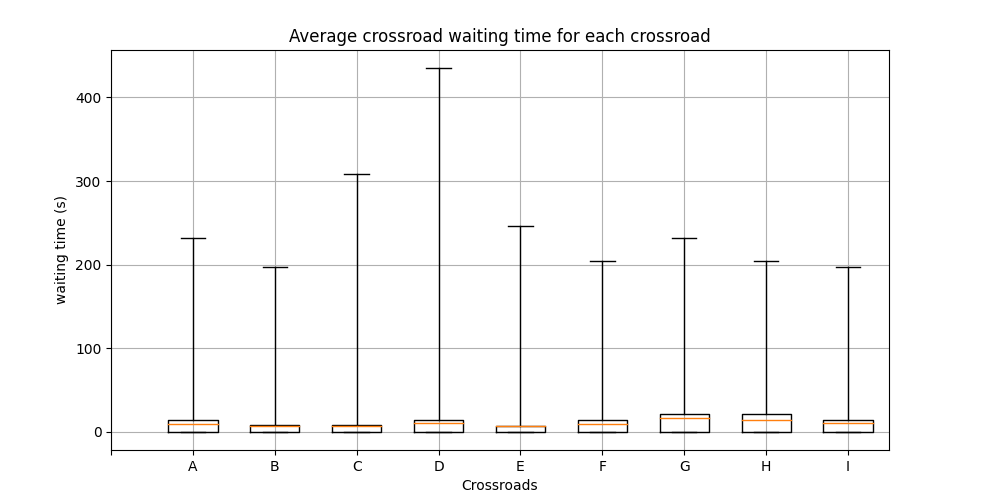 Average crossroad waiting time for each crossroad
waiting time (s)
400
300
200
100
0
A B C D E F G H I
Crossroads